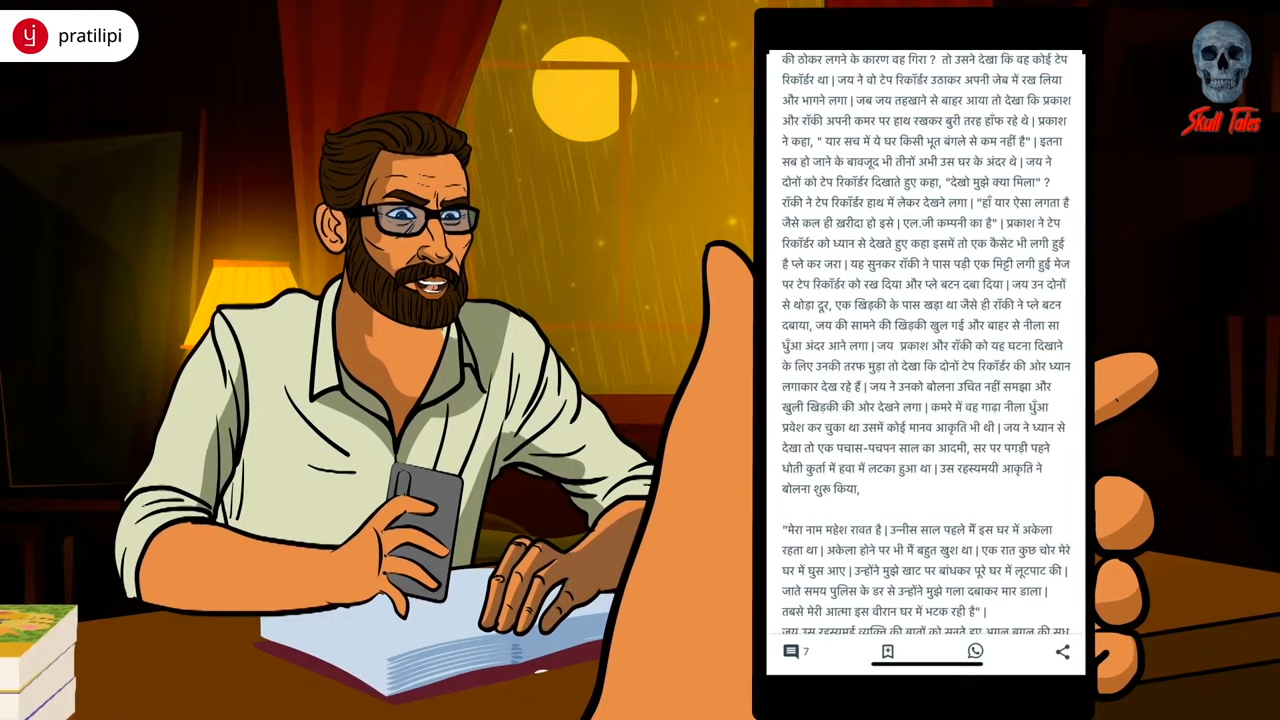 pratilipi
Skull Tales
की ठोकर लगने के कारण वह गिरा ? तो उसने देखा कि वह कोई टेप
रिकॉर्डर था | जय ने वो टेप रिकॉर्डर उठाकर अपनी जेब में रख लिया
और भागने लगा | जब जय तहखाने से बाहर आया तो देखा कि प्रकाश
और रॉकी अपनी कमर पर हाथ रखकर बुरी तरह हाँफ रहे थे | प्रकाश
ने कहा, " यार सच में ये घर किसी भूत बंगले से कम नहीं है" | इतना
सब हो जाने के बावजूद भी तीनों अभी उस घर के अंदर थे | जय ने
दोनों को टेप रिकॉर्डर दिखाते हुए कहा, "देखो मुझे क्या मिला" ?
रॉकी ने टेप रिकॉर्डर हाथ में लेकर देखने लगा | "हाँ यार ऐसा लगता है
जैसे कल ही ख़रीदा हो इसे | एल.जी कम्पनी का है" | प्रकाश ने टेप
रिकॉर्डर को ध्यान से देखते हुए कहा इसमें तो एक कैसेट भी लगी हुई
है प्ले कर जरा | यह सुनकर रॉकी ने पास पड़ी एक मिट्टी लगी हुई मेज
पर टेप रिकॉर्डर को रख दिया और प्ले बटन दबा दिया | जय उन दोनों
से थोड़ा दूर, एक खिड़की के पास खड़ा था जैसे ही रॉकी ने प्ले बटन
दबाया, जय की सामने की खिड़की खुल गई और बाहर से नीला सा
धुँआ अंदर आने लगा | जय प्रकाश और रॉकी को यह घटना दिखाने
के लिए उनकी तरफ मुड़ा तो देखा कि दोनों टेप रिकॉर्डर की ओर ध्यान
लगाकार देख रहे हैं | जय ने उनको बोलना उचित नहीं समझा और
खुली खिड़की की ओर देखने लगा | कमरे में वह गाढ़ा नीला धुँआ
प्रवेश कर चुका था उसमें कोई मानव आकृति भी थी | जय ने ध्यान से
देखा तो एक पचास-पचपन साल का आदमी, सर पर पगड़ी पहने
धोती कुर्ता में हवा में लटका हुआ था | उस रहस्यमयी आकृति ने
बोलना शुरू किया,
"मेरा नाम महेश रावत है | उन्नीस साल पहले मैं इस घर में अकेला
रहता था | अकेला होने पर भी मैं बहुत खुश था | एक रात कुछ चोर मेरे
घर में घुस आए | उन्होंने मुझे खाट पर बांधकर पूरे घर में लूटपाट की |
जाते समय पुलिस के डर से उन्होंने मुझे गला दबाकर मार डाला |
तबसे मेरी आत्मा इस वीरान घर में भटक रही है" |
जय उस रहस्यमई व्यक्ति की बातों को सुनते हुए अगल बगल की सुध
7